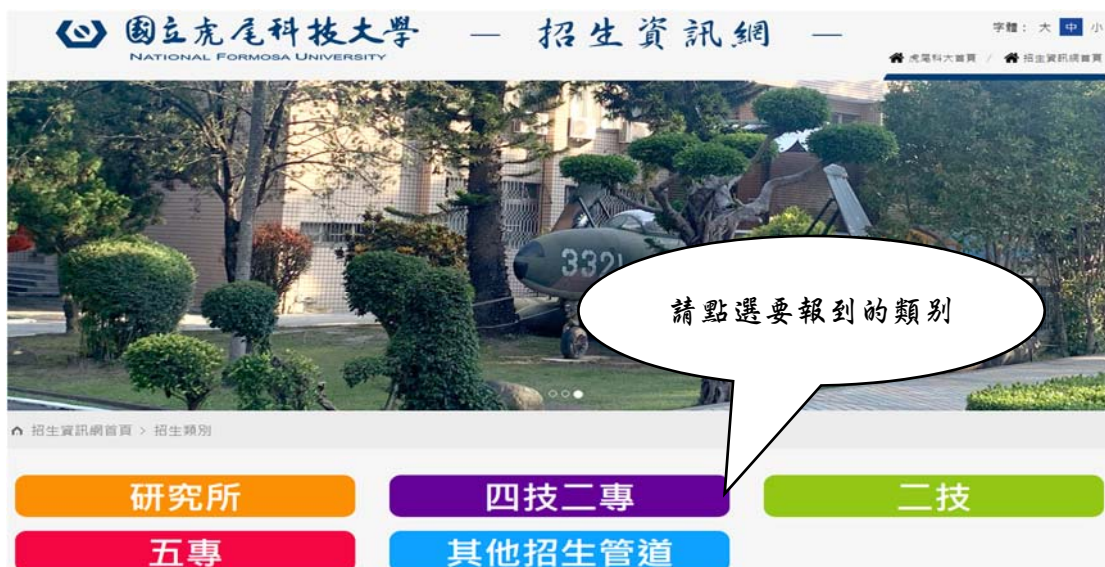 國立虎尾科技大學 — 招生資訊網 —
NATIONAL FORMOSA UNIVERSITY
字體： 大 中 小
虎尾科大首頁 / 招生資訊網首頁
332
請點選要報到的類別
招生資訊網首頁 > 招生類別
研究所 四技二專 二技
五專 其他招生管道